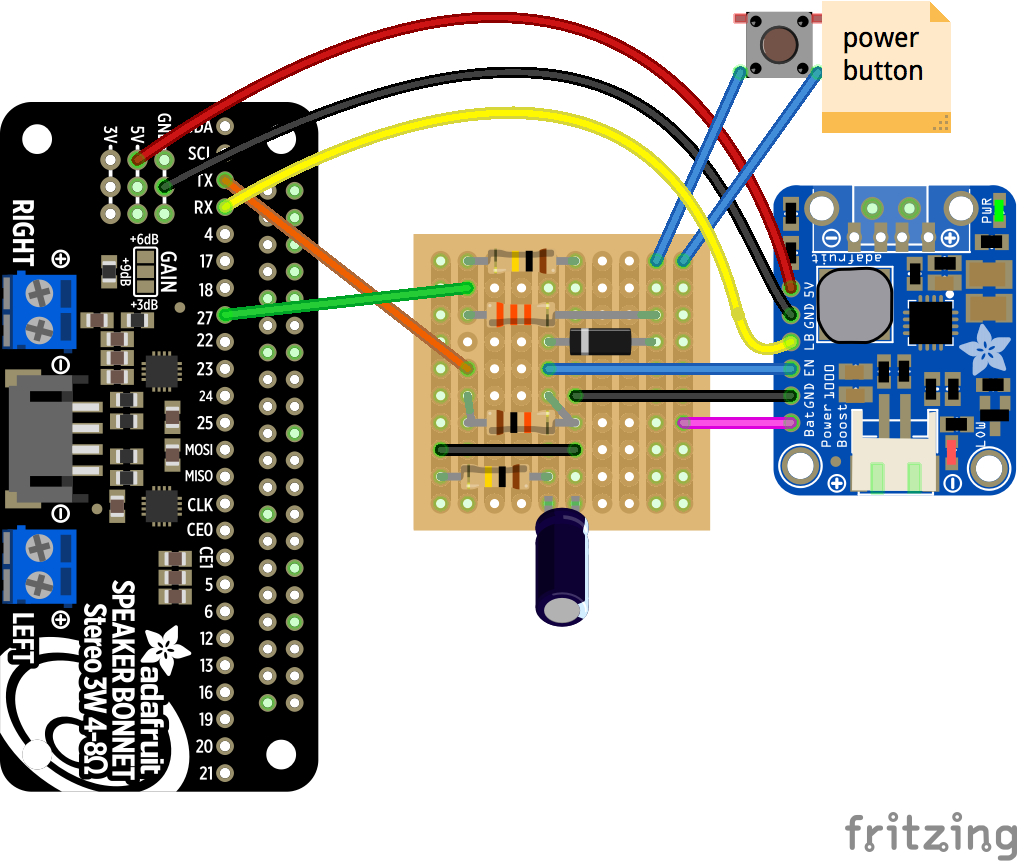 power
button
3V
5V
GND
SCL
TX
RX
4
17
18
27
22
23
24
25
MOSI
MISO
CLK
CE0
CE1
5
6
12
13
16
19
20
21
RIGHT
+6dB
+9dB
+3dB
GAIN
LEFT
adafruit
SPEAKER BONNET
Stereo 3W 4-8Ω
PWR
adafruit
5V
GND
LB
EN
GND
Bat
Power 1000
Boost
LOW
fritzing